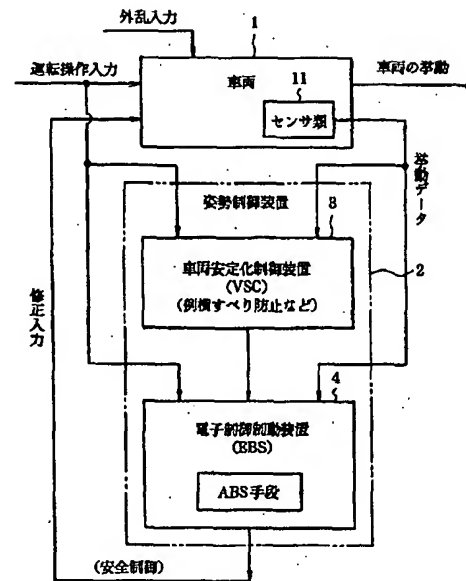 外乱入力
1
運転操作入力
車両
11
車両の挙動
センサ類
挙動データ
姿勢制御装置
3
車両安定化制御装置
(VSC)
(例横すべり防止など)
2
修正入力
4
電子制御制動装置
(EBS)
ABS手段
(安全制御)